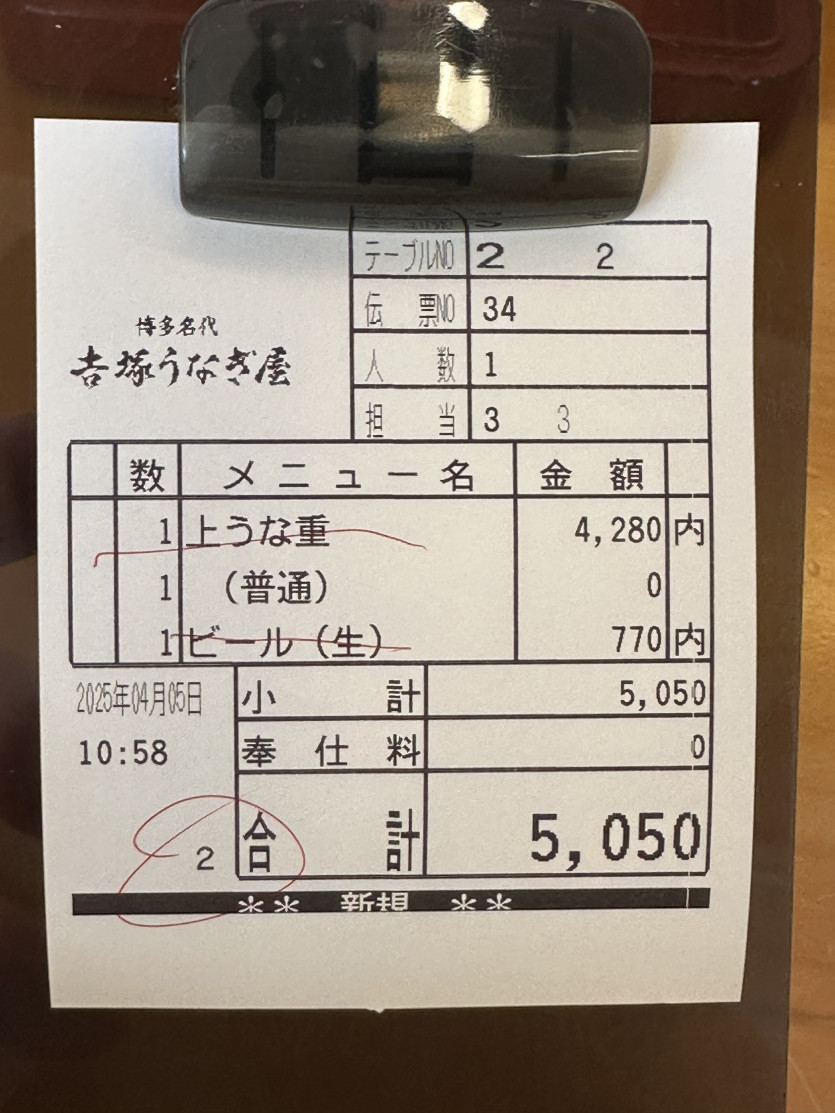 テーブルNO 2 2
伝票NO 34
博多名代
吉塚うなぎ屋
人数 1
担当 3 3
数 メニュー名 金額
1 上うな重 4,280 内
1 (普通) 0
1 ビール(生) 770 内
2025年04月05日 小計 5,050
10:58 奉仕料 0
2 合計 5,050
** 新規 **